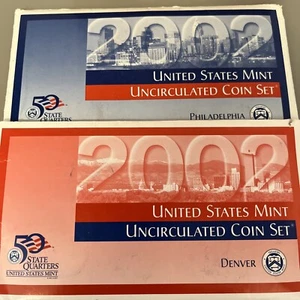 2002
UNITED STATES MINT
UNCIRCULATED COIN SET
PHILADELPHIA
50
STATE
QUARTERS
2002
UNITED STATES MINT
UNCIRCULATED COIN SET
DENVER
50
STATE
QUARTERS
UNITED STATES MINT